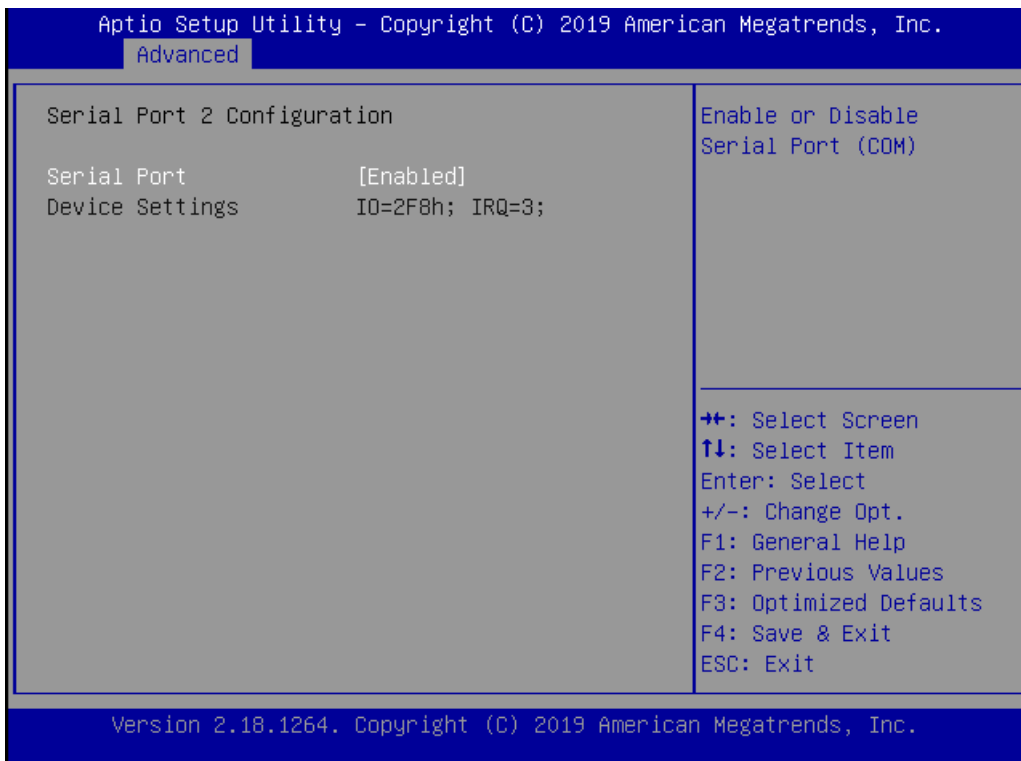 Aptio Setup Utility – Copyright (C) 2019 American Megatrends, Inc.
Advanced
Serial Port 2 Configuration
Serial Port [Enabled]
Device Settings IO=2F8h; IRQ=3;
Enable or Disable
Serial Port (COM)
→←: Select Screen
↑↓: Select Item
Enter: Select
+/-: Change Opt.
F1: General Help
F2: Previous Values
F3: Optimized Defaults
F4: Save & Exit
ESC: Exit
Version 2.18.1264. Copyright (C) 2019 American Megatrends, Inc.